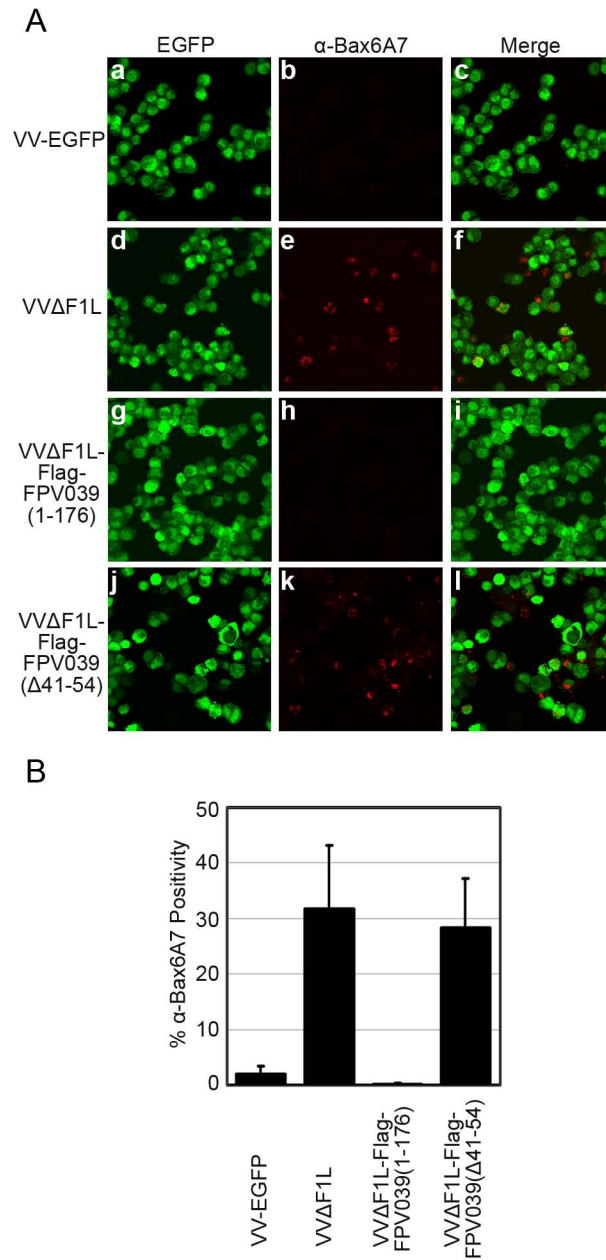 A
EGFP
α-Bax6A7
Merge
VV-EGFP
a
b
c
VVΔF1L
d
e
f
VVΔF1L-
Flag-
FPV039
(1-176)
g
h
i
VVΔF1L-
Flag-
FPV039
(Δ41-54)
j
k
l
B
% α-Bax6A7 Positivity
50
40
30
20
10
0
VV-EGFP
VVΔF1L
VVΔF1L-Flag-
FPV039(1-176)
VVΔF1L-Flag-
FPV039(Δ41-54)